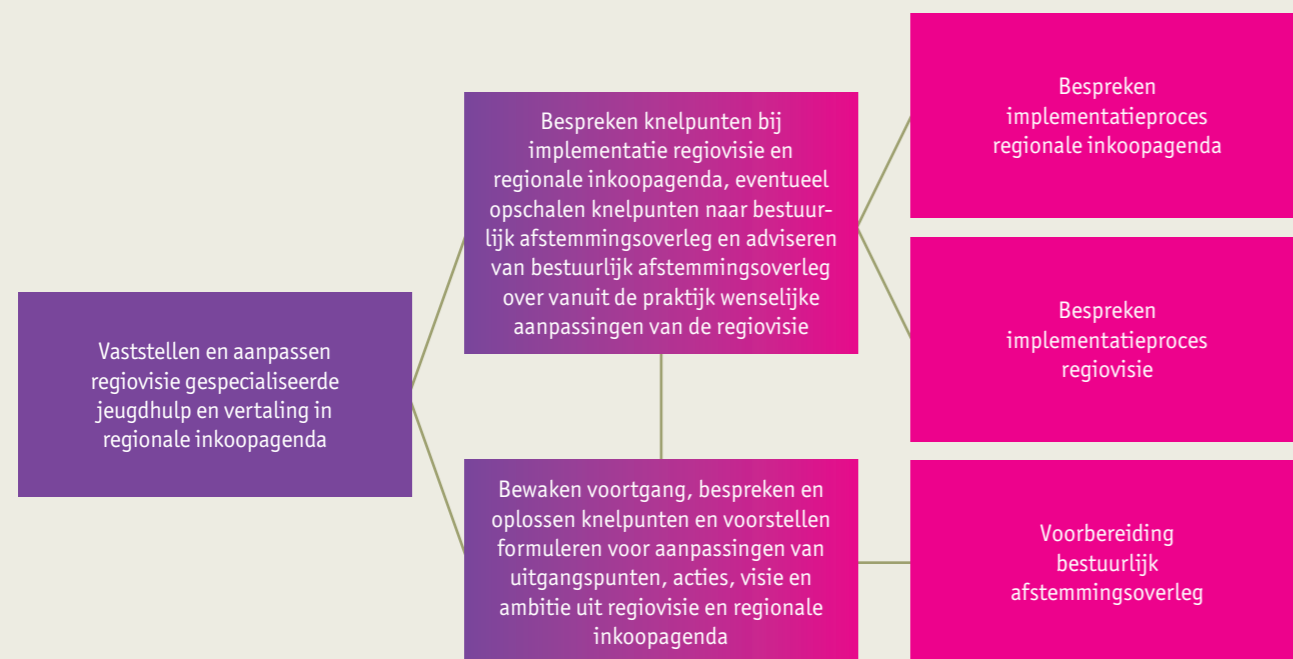 Vaststellen en aanpassen
regiovisie gespecialiseerde
jeugdhulp en vertaling in
regionale inkoopagenda
Bespreken knelpunten bij
implementatie regiovisie en
regionale inkoopagenda, eventueel
opschalen knelpunten naar bestuur-
lijk afstemmingsoverleg en adviseren
van bestuurlijk afstemmingsoverleg
over vanuit de praktijk wenselijke
aanpassingen van de regiovisie
Bewaken voortgang, bespreken en
oplossen knelpunten en voorstellen
formuleren voor aanpassingen van
uitgangspunten, acties, visie en
ambitie uit regiovisie en regionale
inkoopagenda
Bespreken
implementatieproces
regionale inkoopagenda
Bespreken
implementatieproces
regiovisie
Voorbereiding
bestuurlijk
afstemmingsoverleg